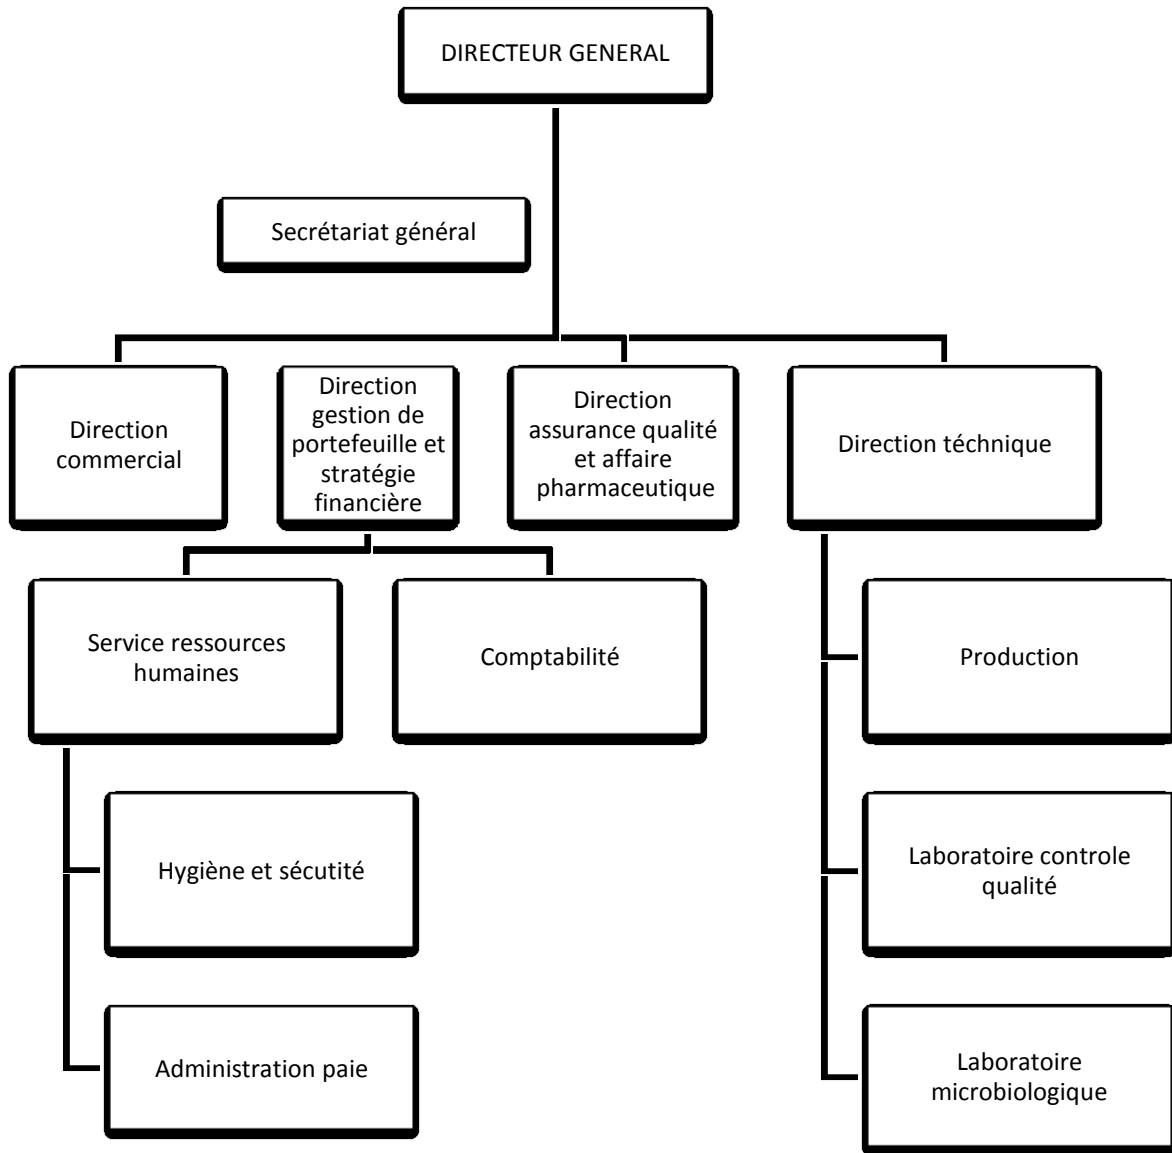 DIRECTEUR GENERAL
Secrétariat général
Direction
commercial
Direction
gestion de
portefeuille et
stratégie
financière
Direction
assurance qualité
et affaire
pharmaceutique
Direction téchnique
Service ressources
humaines
Comptabilité
Production
Hygiène et sécutité
Laboratoire controle
qualité
Administration paie
Laboratoire
microbiologique